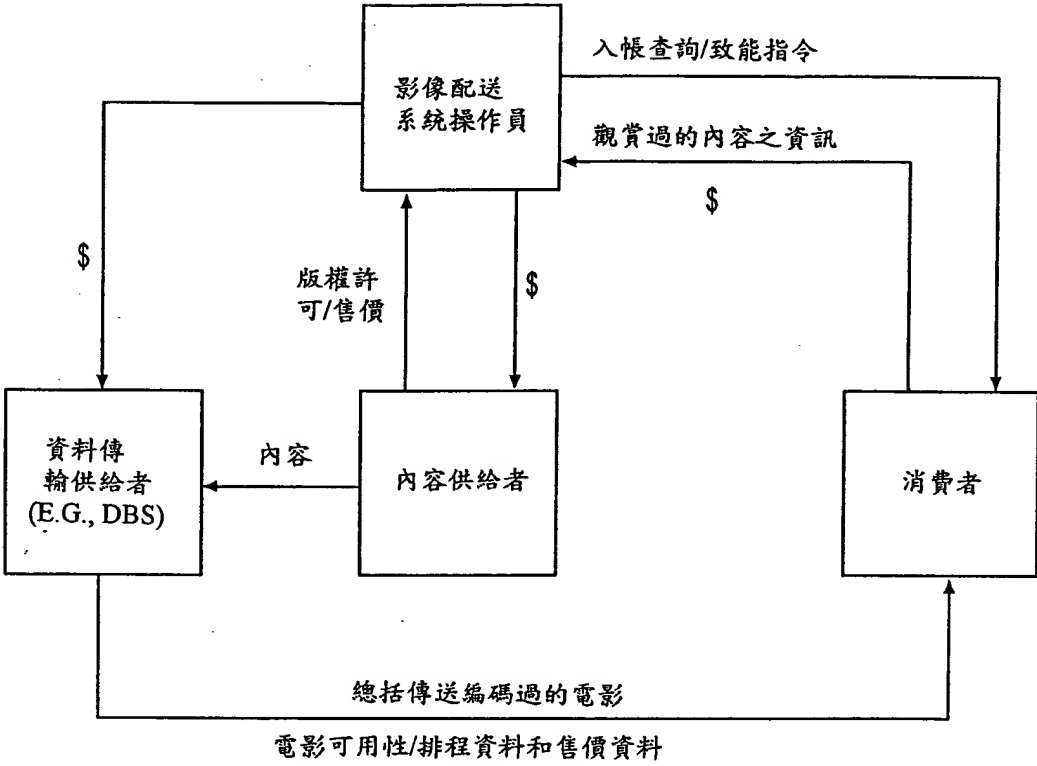 入帳查詢/致能指令
影像配送
系統操作員
觀賞過的內容之資訊
$
$
版權許
可/售價
$
資料傳
輸供給者
(E.G., DBS)
內容
內容供給者
消費者
總括傳送編碼過的電影
電影可用性/排程資料和售價資料